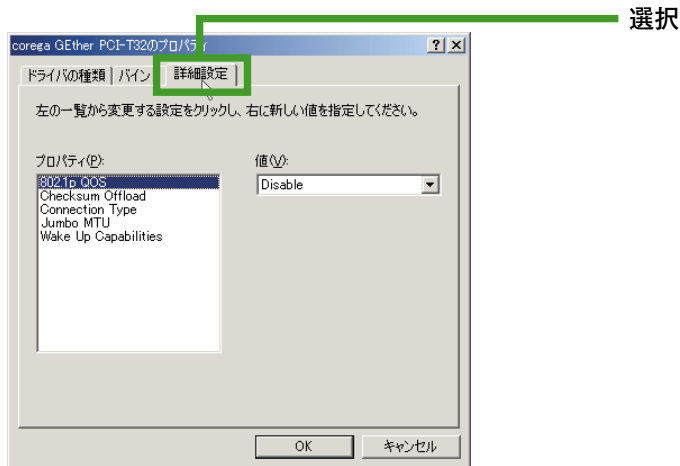 選択
corega GEther PCI-T32のプロパティ
ドライバの種類 バイン 詳細設定
左の一覧から変更する設定をクリックし、右に新しい値を指定してください。
プロパティ(P): 値(V):
802.1p QOS Disable
Checksum Offload
Connection Type
Jumbo MTU
Wake Up Capabilities
OK キャンセル